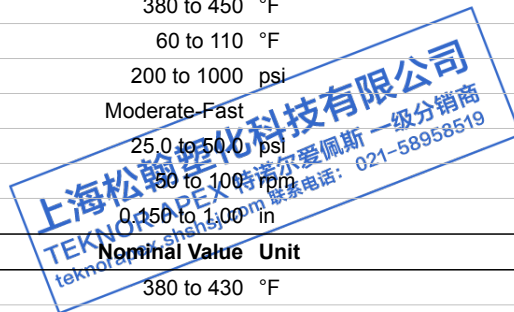 380 to 450 °F
60 to 110 °F
200 to 1000 psi
Moderate-Fast
25.0 to 50.0 psi
50 to 100 rpm
0.150 to 1.00 in
Nominal Value Unit
380 to 430 °F
上海松翰塑化科技有限公司
TEKNOR APEX 特诺尔爱佩斯 一级分销商
teknorapex.shshsj.com 联系电话: 021-58958519